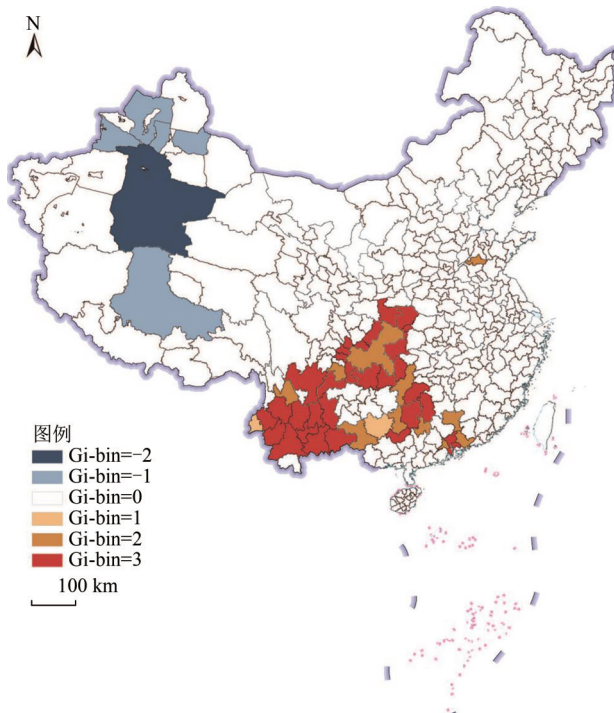 N
图例
Gi-bin=−2
Gi-bin=−1
Gi-bin=0
Gi-bin=1
Gi-bin=2
Gi-bin=3
100 km